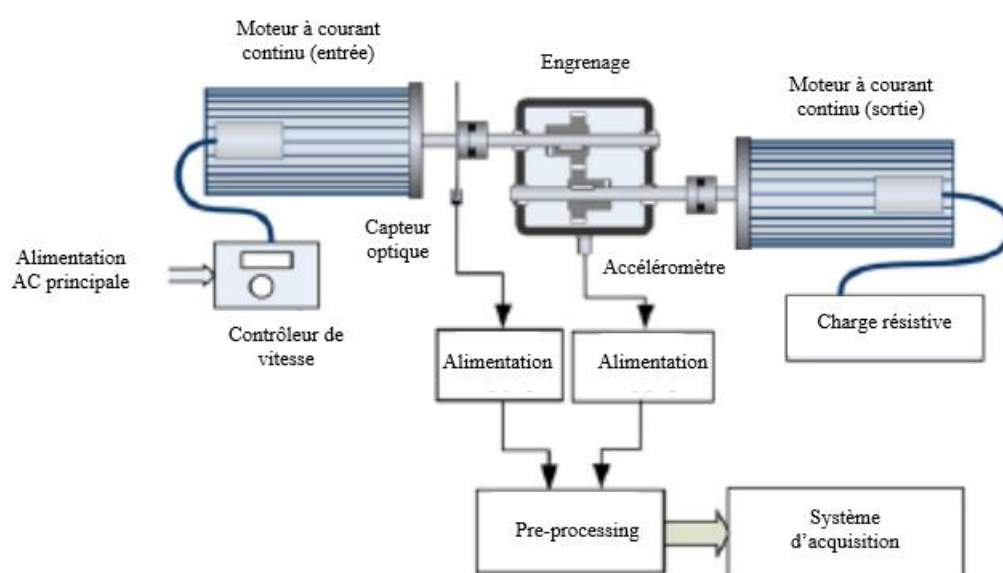 Moteur à courant
continu (entrée)
Engrenage
Moteur à courant
continu (sortie)
Capteur
optique
Accéléromètre
Alimentation
AC principale
Contrôleur de
vitesse
Charge résistive
Alimentation
Alimentation
Pre-processing
Système
d'acquisition